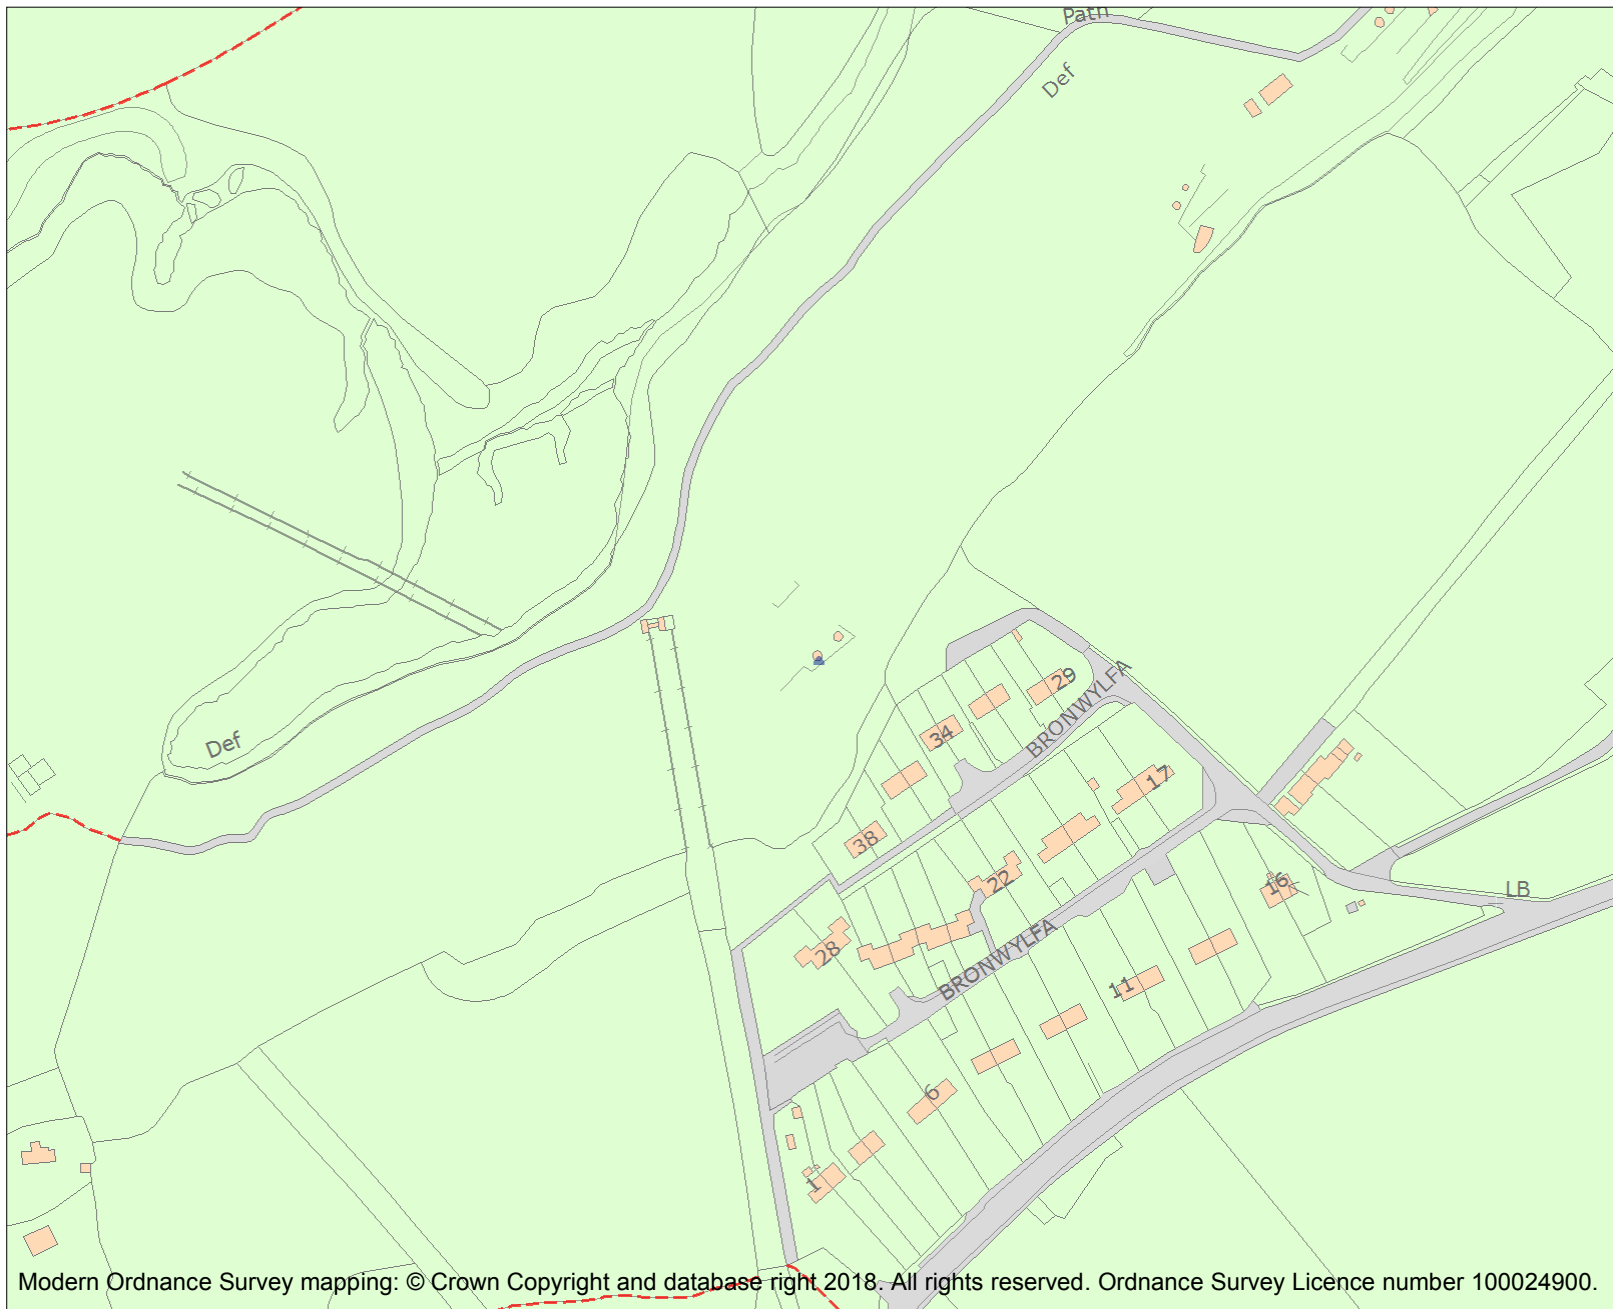 Path
Def
Def
29
BRONWYLFA
34
17
38
22
16
LB
28
BRONWYLFA
11
6
1
Modern Ordnance Survey mapping: © Crown Copyright and database right 2018. All rights reserved. Ordnance Survey Licence number 100024900.